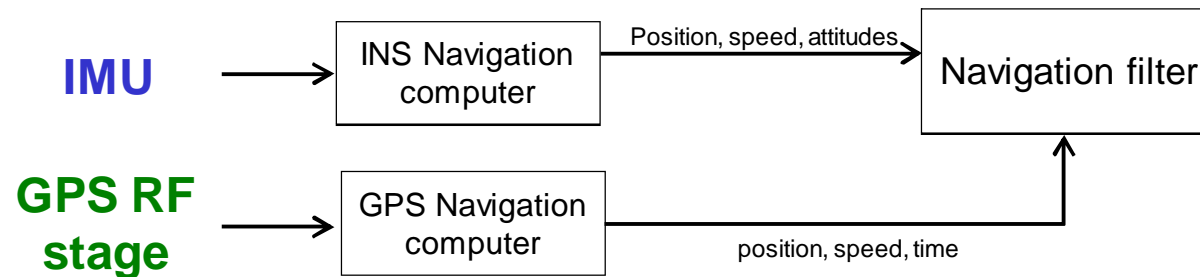 IMU
INS Navigation
computer
Position, speed, attitudes
Navigation filter
GPS RF
stage
GPS Navigation
computer
position, speed, time